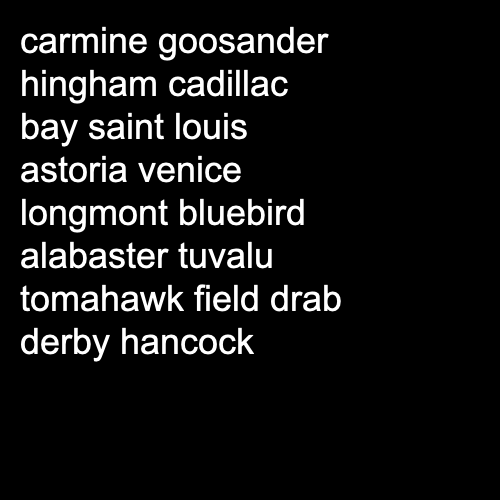 carmine goosander
hingham cadillac
bay saint louis
astoria venice
longmont bluebird
alabaster tuvalu
tomahawk field drab
derby hancock